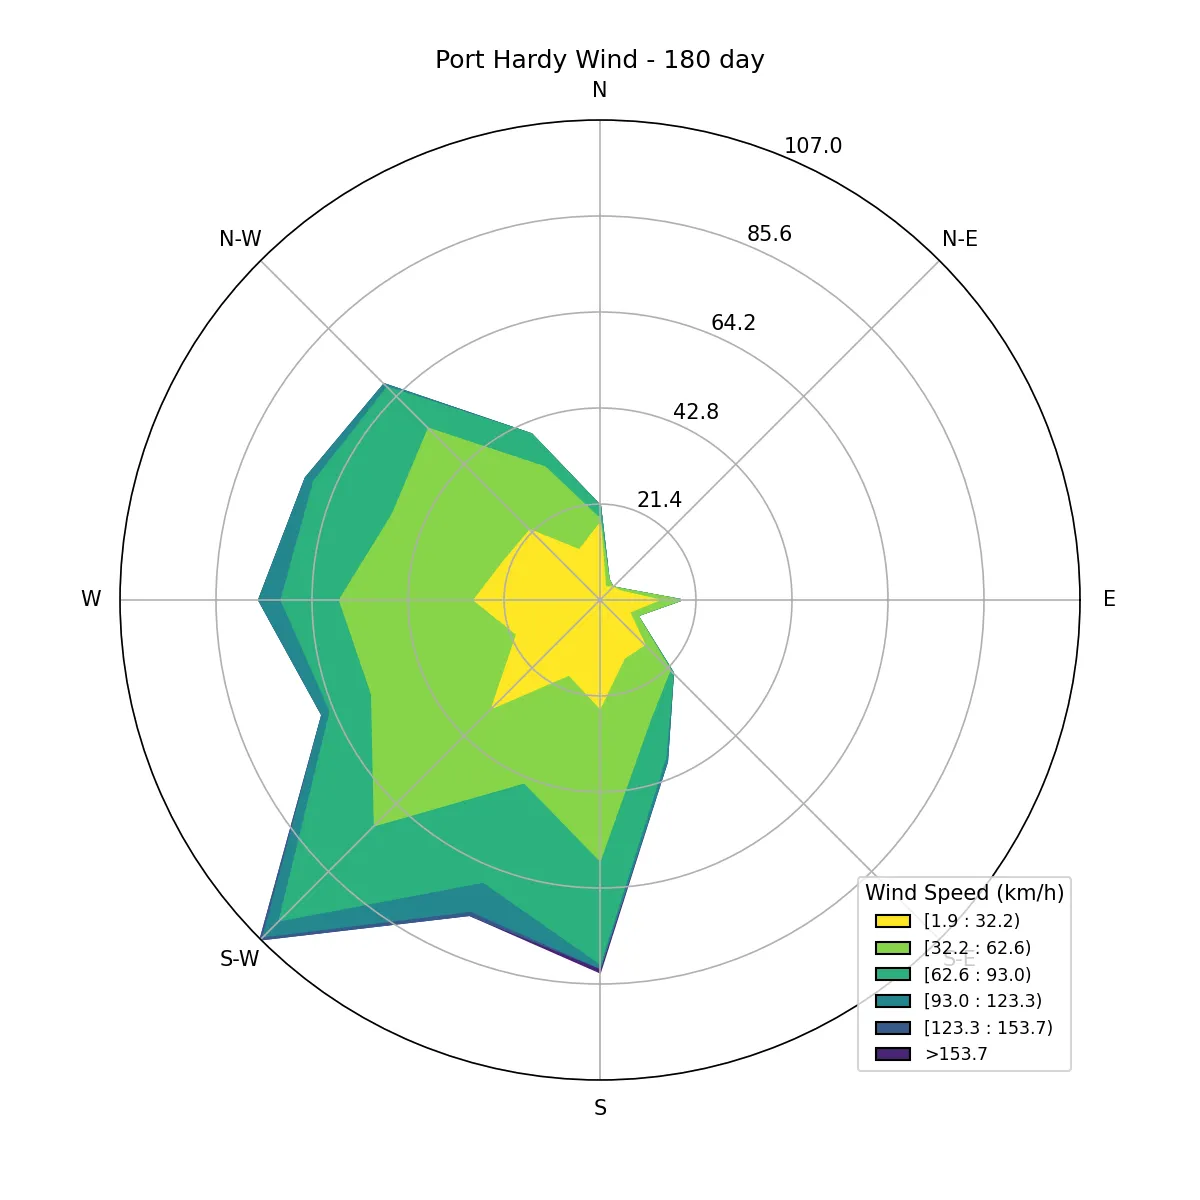 Port Hardy Wind - 180 day
N
107.0
N-W
85.6
N-E
64.2
42.8
21.4
W
E
S-W
S-E
S
Wind Speed (km/h)
[1.9 : 32.2)
[32.2 : 62.6)
[62.6 : 93.0)
[93.0 : 123.3)
[123.3 : 153.7)
>153.7